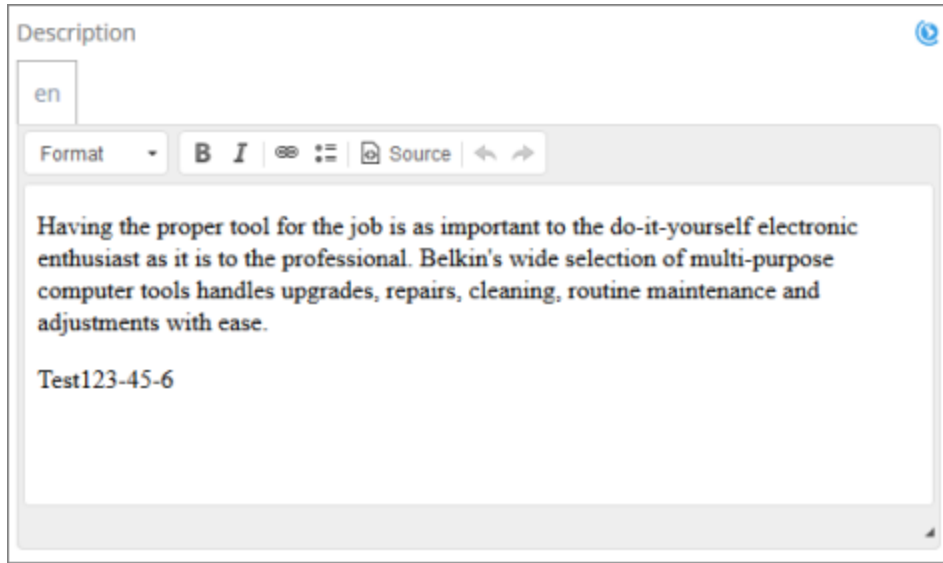 Description
en
Format B I Source
Having the proper tool for the job is as important to the do-it-yourself electronic
enthusiast as it is to the professional. Belkin's wide selection of multi-purpose
computer tools handles upgrades, repairs, cleaning, routine maintenance and
adjustments with ease.
Test123-45-6